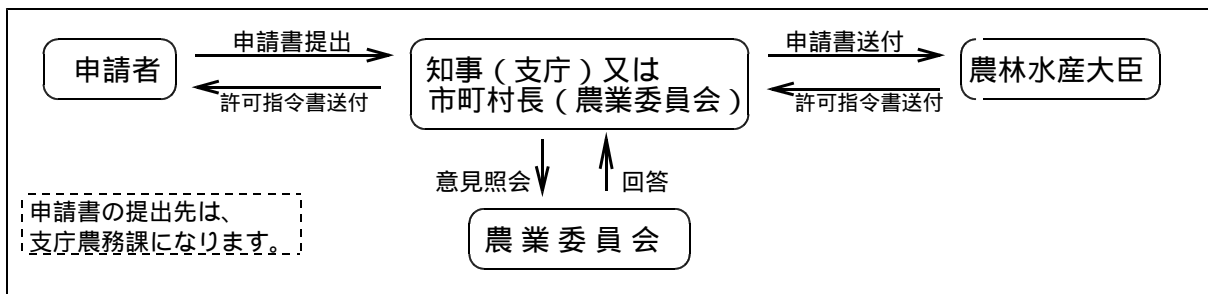 申請者
申請書提出
許可指令書送付
知事（支庁）又は
市町村長（農業委員会）
申請書送付
許可指令書送付
農林水産大臣
意見照会
回答
農業委員会
申請書の提出先は、
支庁農務課になります。